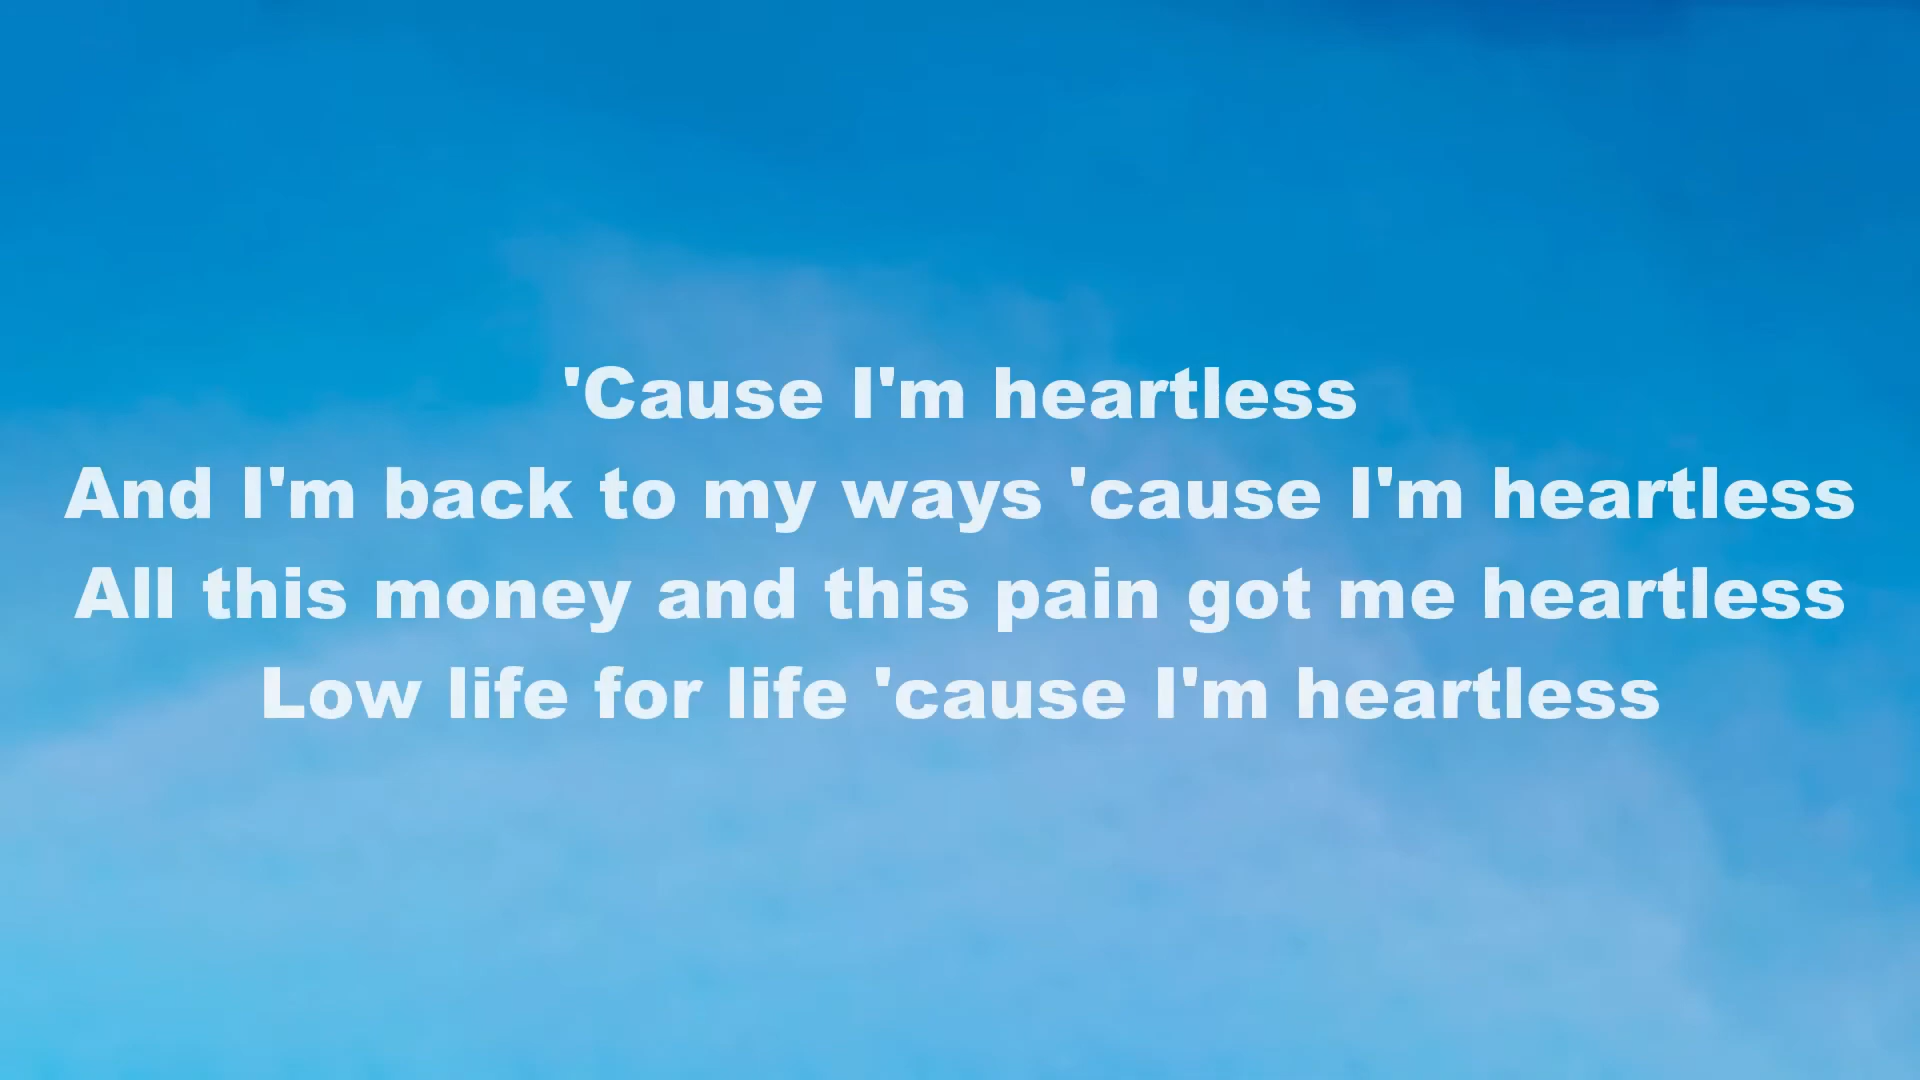 'Cause I'm heartless
And I'm back to my ways 'cause I'm heartless
All this money and this pain got me heartless
Low life for life 'cause I'm heartless